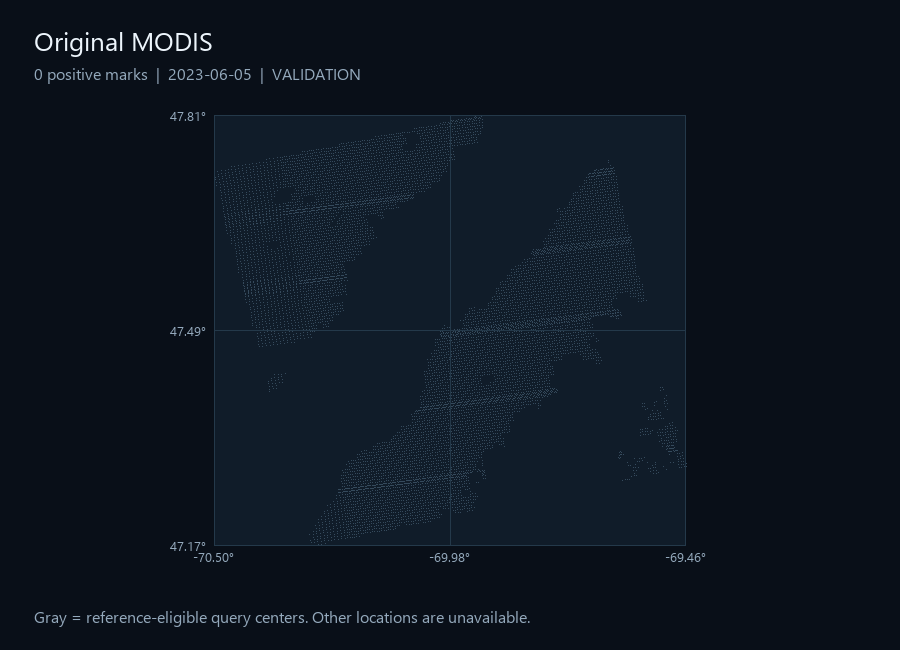 Original MODIS
0 positive marks | 2023-06-05 | VALIDATION
47.81°
47.49°
47.17°
-70.50° -69.98° -69.46°
Gray = reference-eligible query centers. Other locations are unavailable.